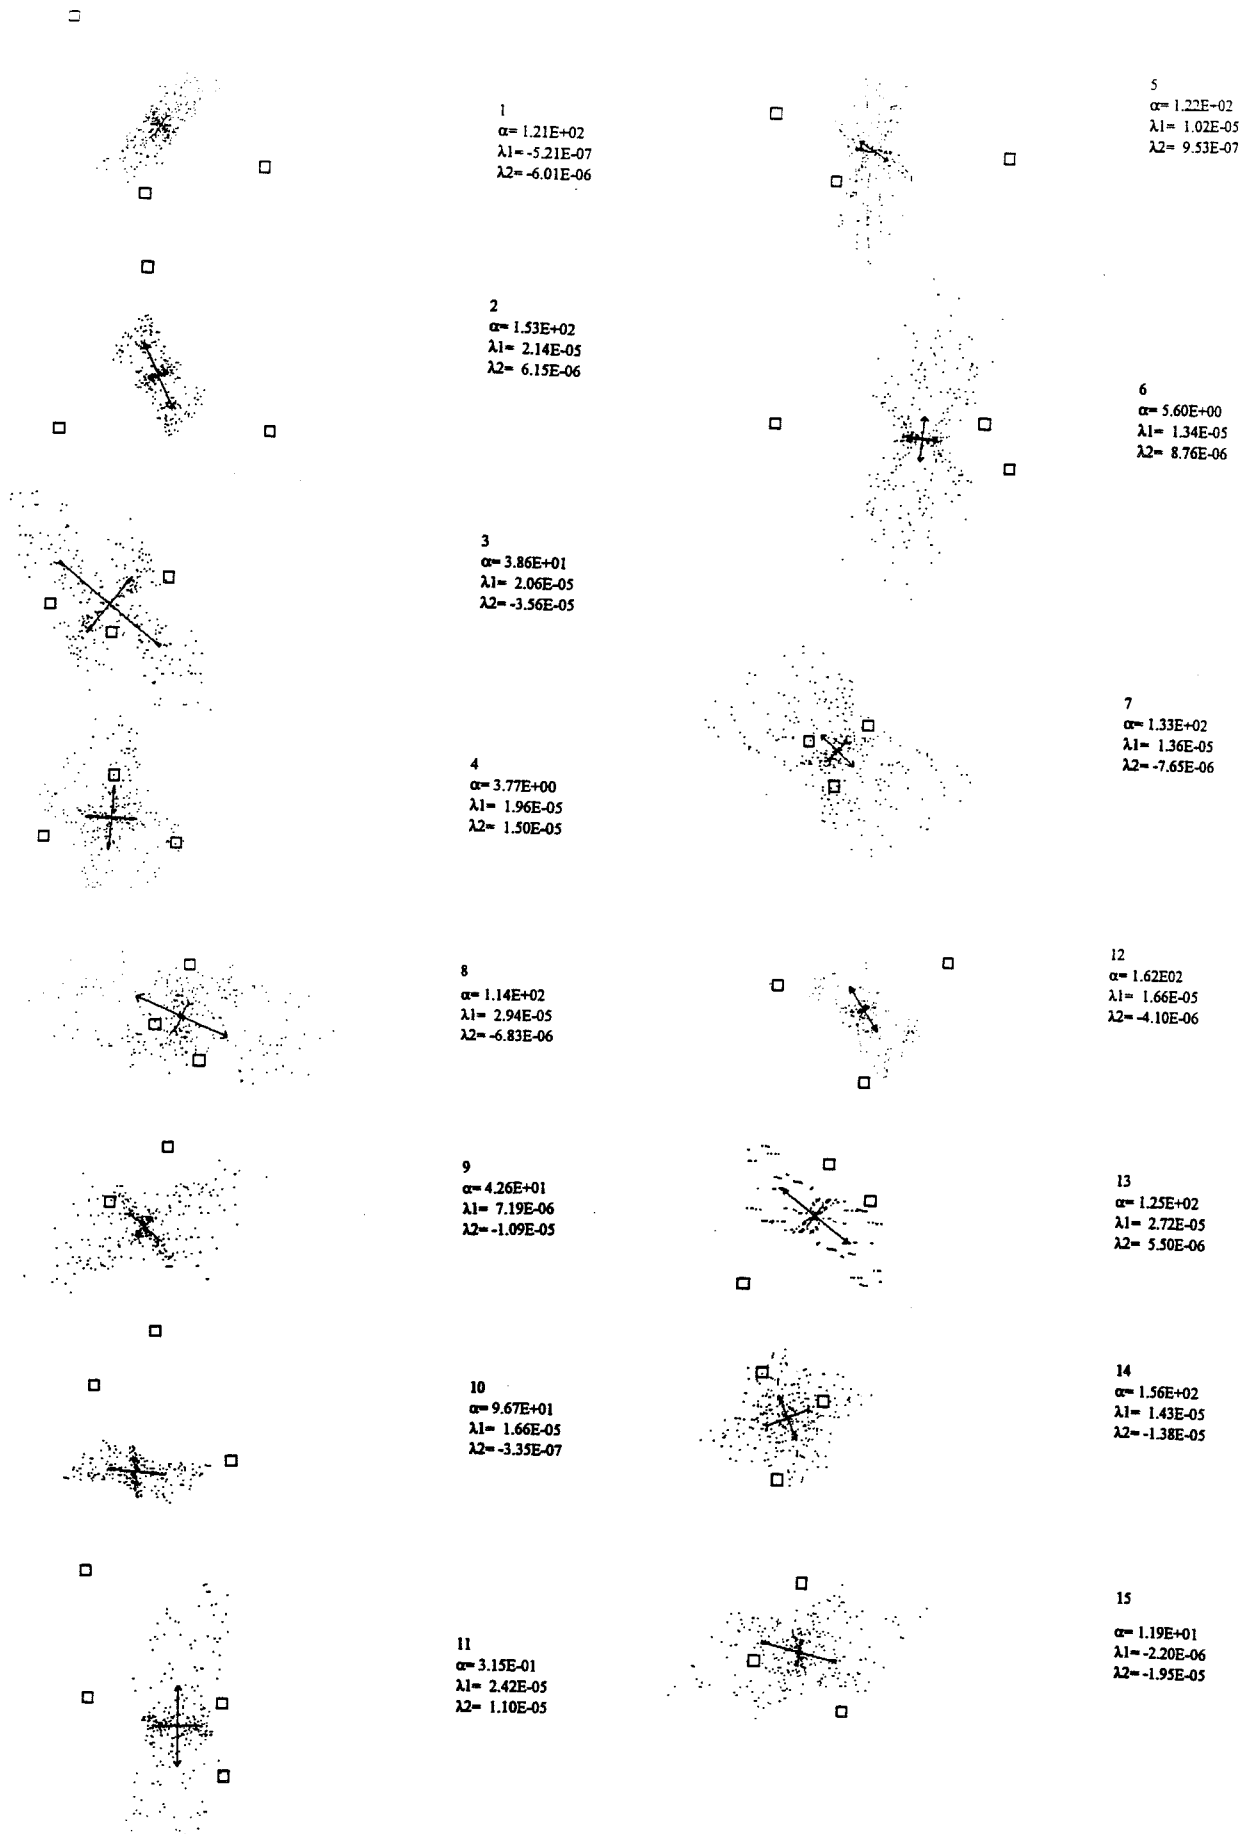 1
α= 1.21E+02
λ1= -5.21E-07
λ2= -6.01E-06
2
α= 1.53E+02
λ1= 2.14E-05
λ2= 6.15E-06
3
α= 3.86E+01
λ1= 2.06E-05
λ2= -3.56E-05
4
α= 3.77E+00
λ1= 1.96E-05
λ2= 1.50E-05
8
α= 1.14E+02
λ1= 2.94E-05
λ2= -6.83E-06
9
α= 4.26E+01
λ1= 7.19E-06
λ2= -1.09E-05
10
α= 9.67E+01
λ1= 1.66E-05
λ2= -3.35E-07
11
α= 3.15E-01
λ1= 2.42E-05
λ2= 1.10E-05
5
α= 1.22E+02
λ1= 1.02E-05
λ2= 9.53E-07
6
α= 5.60E+00
λ1= 1.34E-05
λ2= 8.76E-06
7
α= 1.33E+02
λ1= 1.36E-05
λ2= -7.65E-06
12
α= 1.62E02
λ1= 1.66E-05
λ2= -4.10E-06
13
α= 1.25E+02
λ1= 2.72E-05
λ2= 5.50E-06
14
α= 1.56E+02
λ1= 1.43E-05
λ2= -1.38E-05
15
α= 1.19E+01
λ1= -2.20E-06
λ2= -1.95E-05